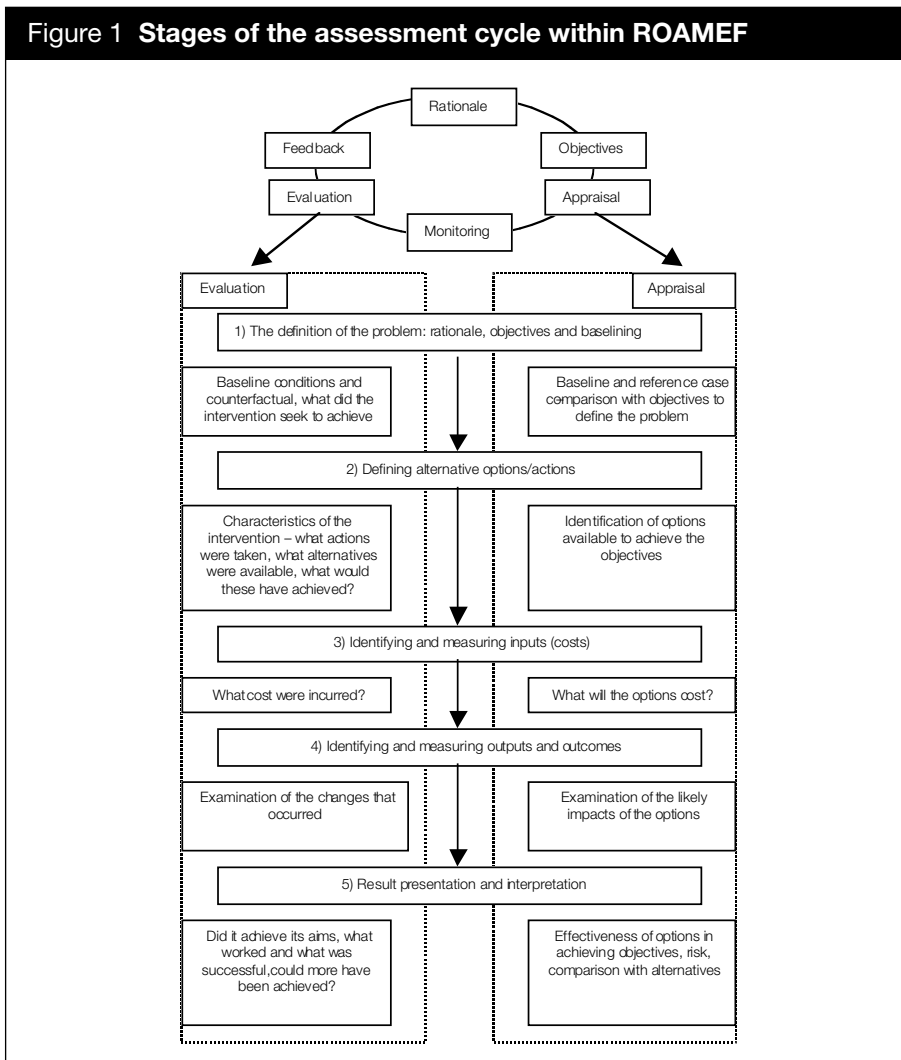 Figure 1 Stages of the assessment cycle within ROAMEF
Rationale
Feedback
Objectives
Evaluation
Appraisal
Monitoring
Evaluation
Appraisal
1) The definition of the problem: rationale, objectives and baselining
Baseline conditions and
counterfactual, what did the
intervention seek to achieve
Baseline and reference case
comparison with objectives to
define the problem
2) Defining alternative options/actions
Characteristics of the
intervention – what actions
were taken, what alternatives
were available, what would
these have achieved?
Identification of options
available to achieve the
objectives
3) Identifying and measuring inputs (costs)
What cost were incurred?
What will the options cost?
4) Identifying and measuring outputs and outcomes
Examination of the changes that
occurred
Examination of the likely
impacts of the options
5) Result presentation and interpretation
Did it achieve its aims, what
worked and what was
successful,could more have
been achieved?
Effectiveness of options in
achieving objectives, risk,
comparison with alternatives